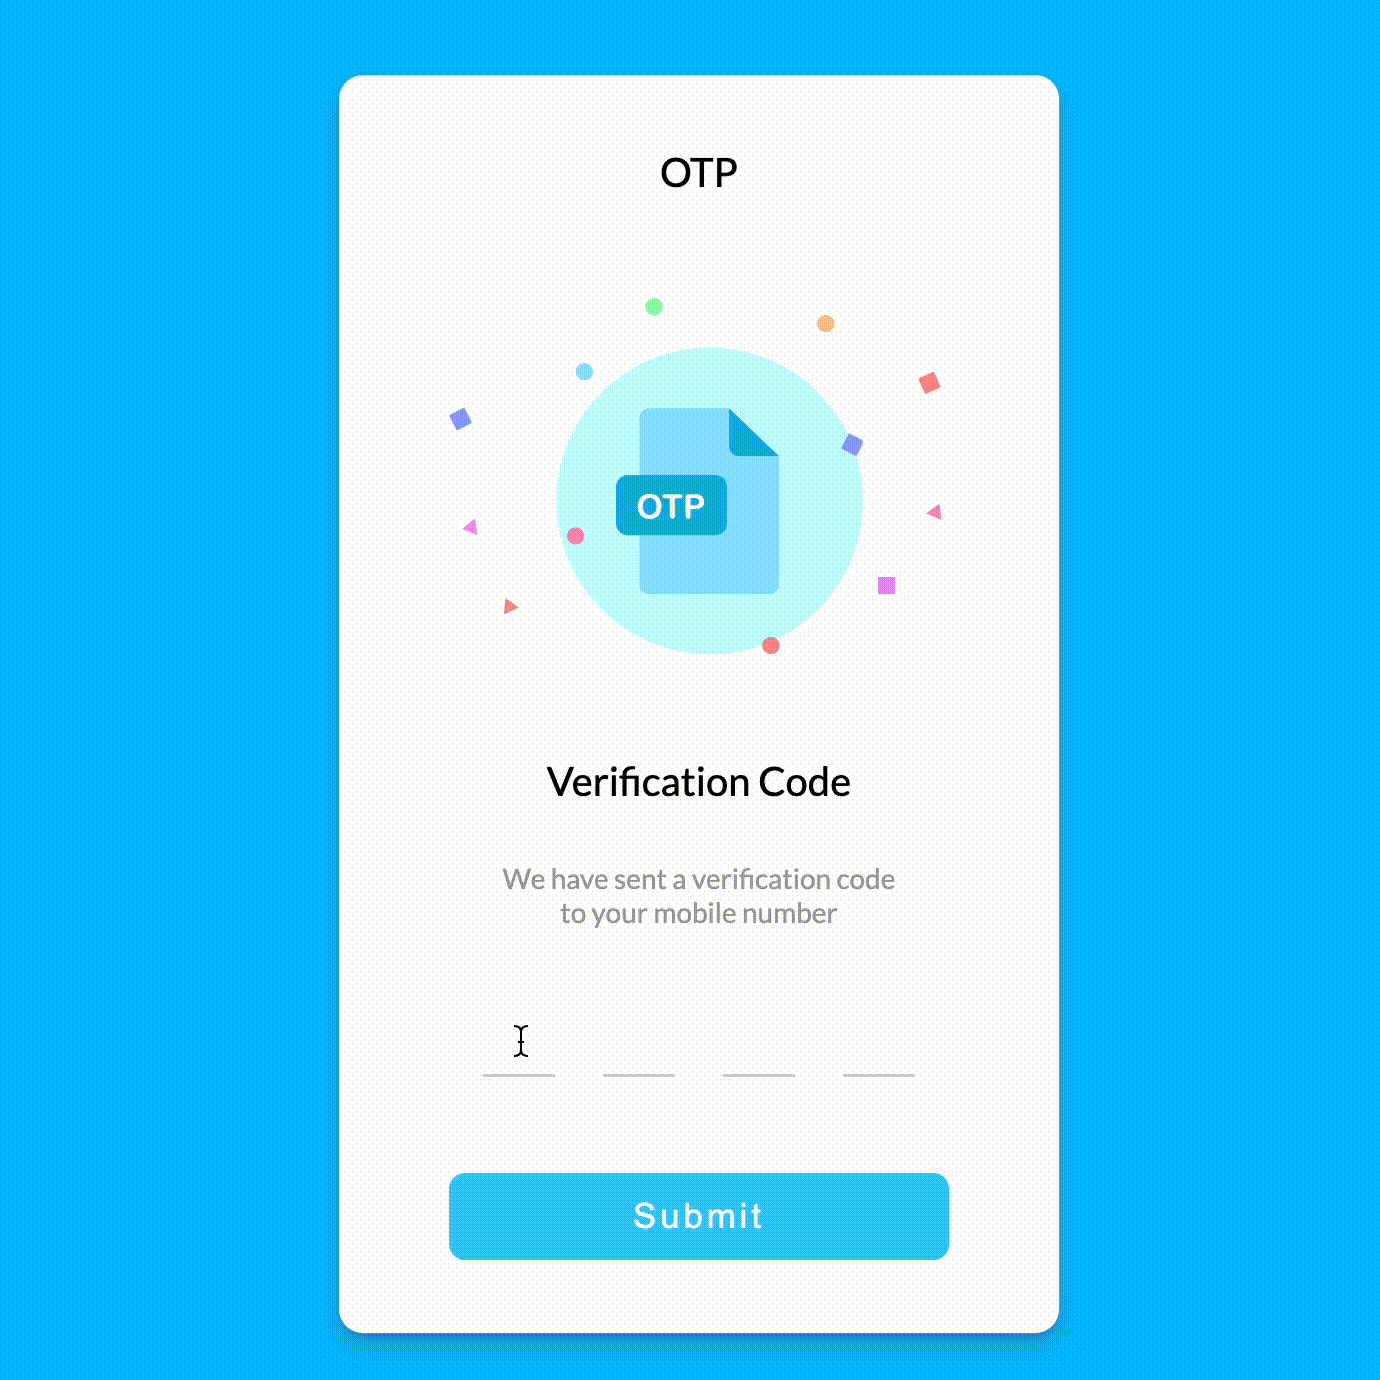 OTP
OTP
Verification Code
We have sent a verification code
to your mobile number
Submit